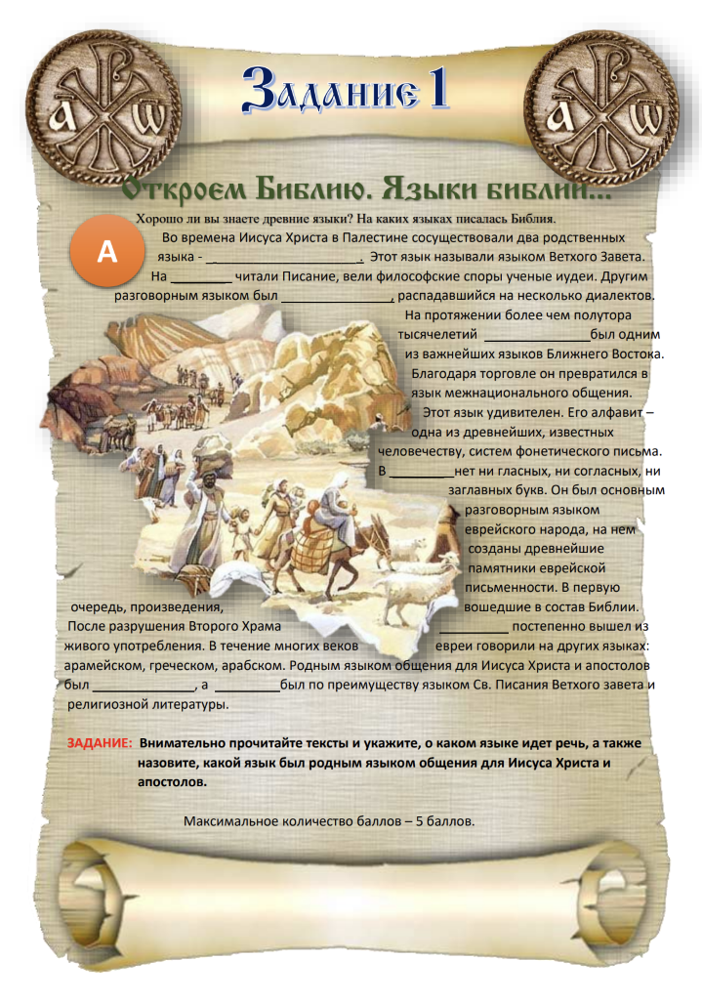 Задание 1
Откроем Библию. Языки библии...
Хорошо ли вы знаете древние языки? На каких языках писалась Библия.
А
Во времена Иисуса Христа в Палестине сосуществовали два родственных
языка - ____________________. Этот язык называли языком Ветхого Завета.
На ________ читали Писание, вели философские споры ученые иудеи. Другим
разговорным языком был _______________, распадавшийся на несколько диалектов.
На протяжении более чем полутора
тысячелетий ______________был одним
из важнейших языков Ближнего Востока.
Благодаря торговле он превратился в
язык межнационального общения.
Этот язык удивителен. Его алфавит –
одна из древнейших, известных
человечеству, систем фонетического письма.
В ________нет ни гласных, ни согласных, ни
заглавных букв. Он был основным
разговорным языком
еврейского народа, на нем
созданы древнейшие
памятники еврейской
письменности. В первую
очередь, произведения, вошедшие в состав Библии.
После разрушения Второго Храма _________ постепенно вышел из
живого употребления. В течение многих веков евреи говорили на других языках:
арамейском, греческом, арабском. Родным языком общения для Иисуса Христа и апостолов
был ______________, а _________был по преимуществу языком Св. Писания Ветхого завета и
религиозной литературы.
ЗАДАНИЕ: Внимательно прочитайте тексты и укажите, о каком языке идет речь, а также
назовите, какой язык был родным языком общения для Иисуса Христа и
апостолов.
Максимальное количество баллов – 5 баллов.